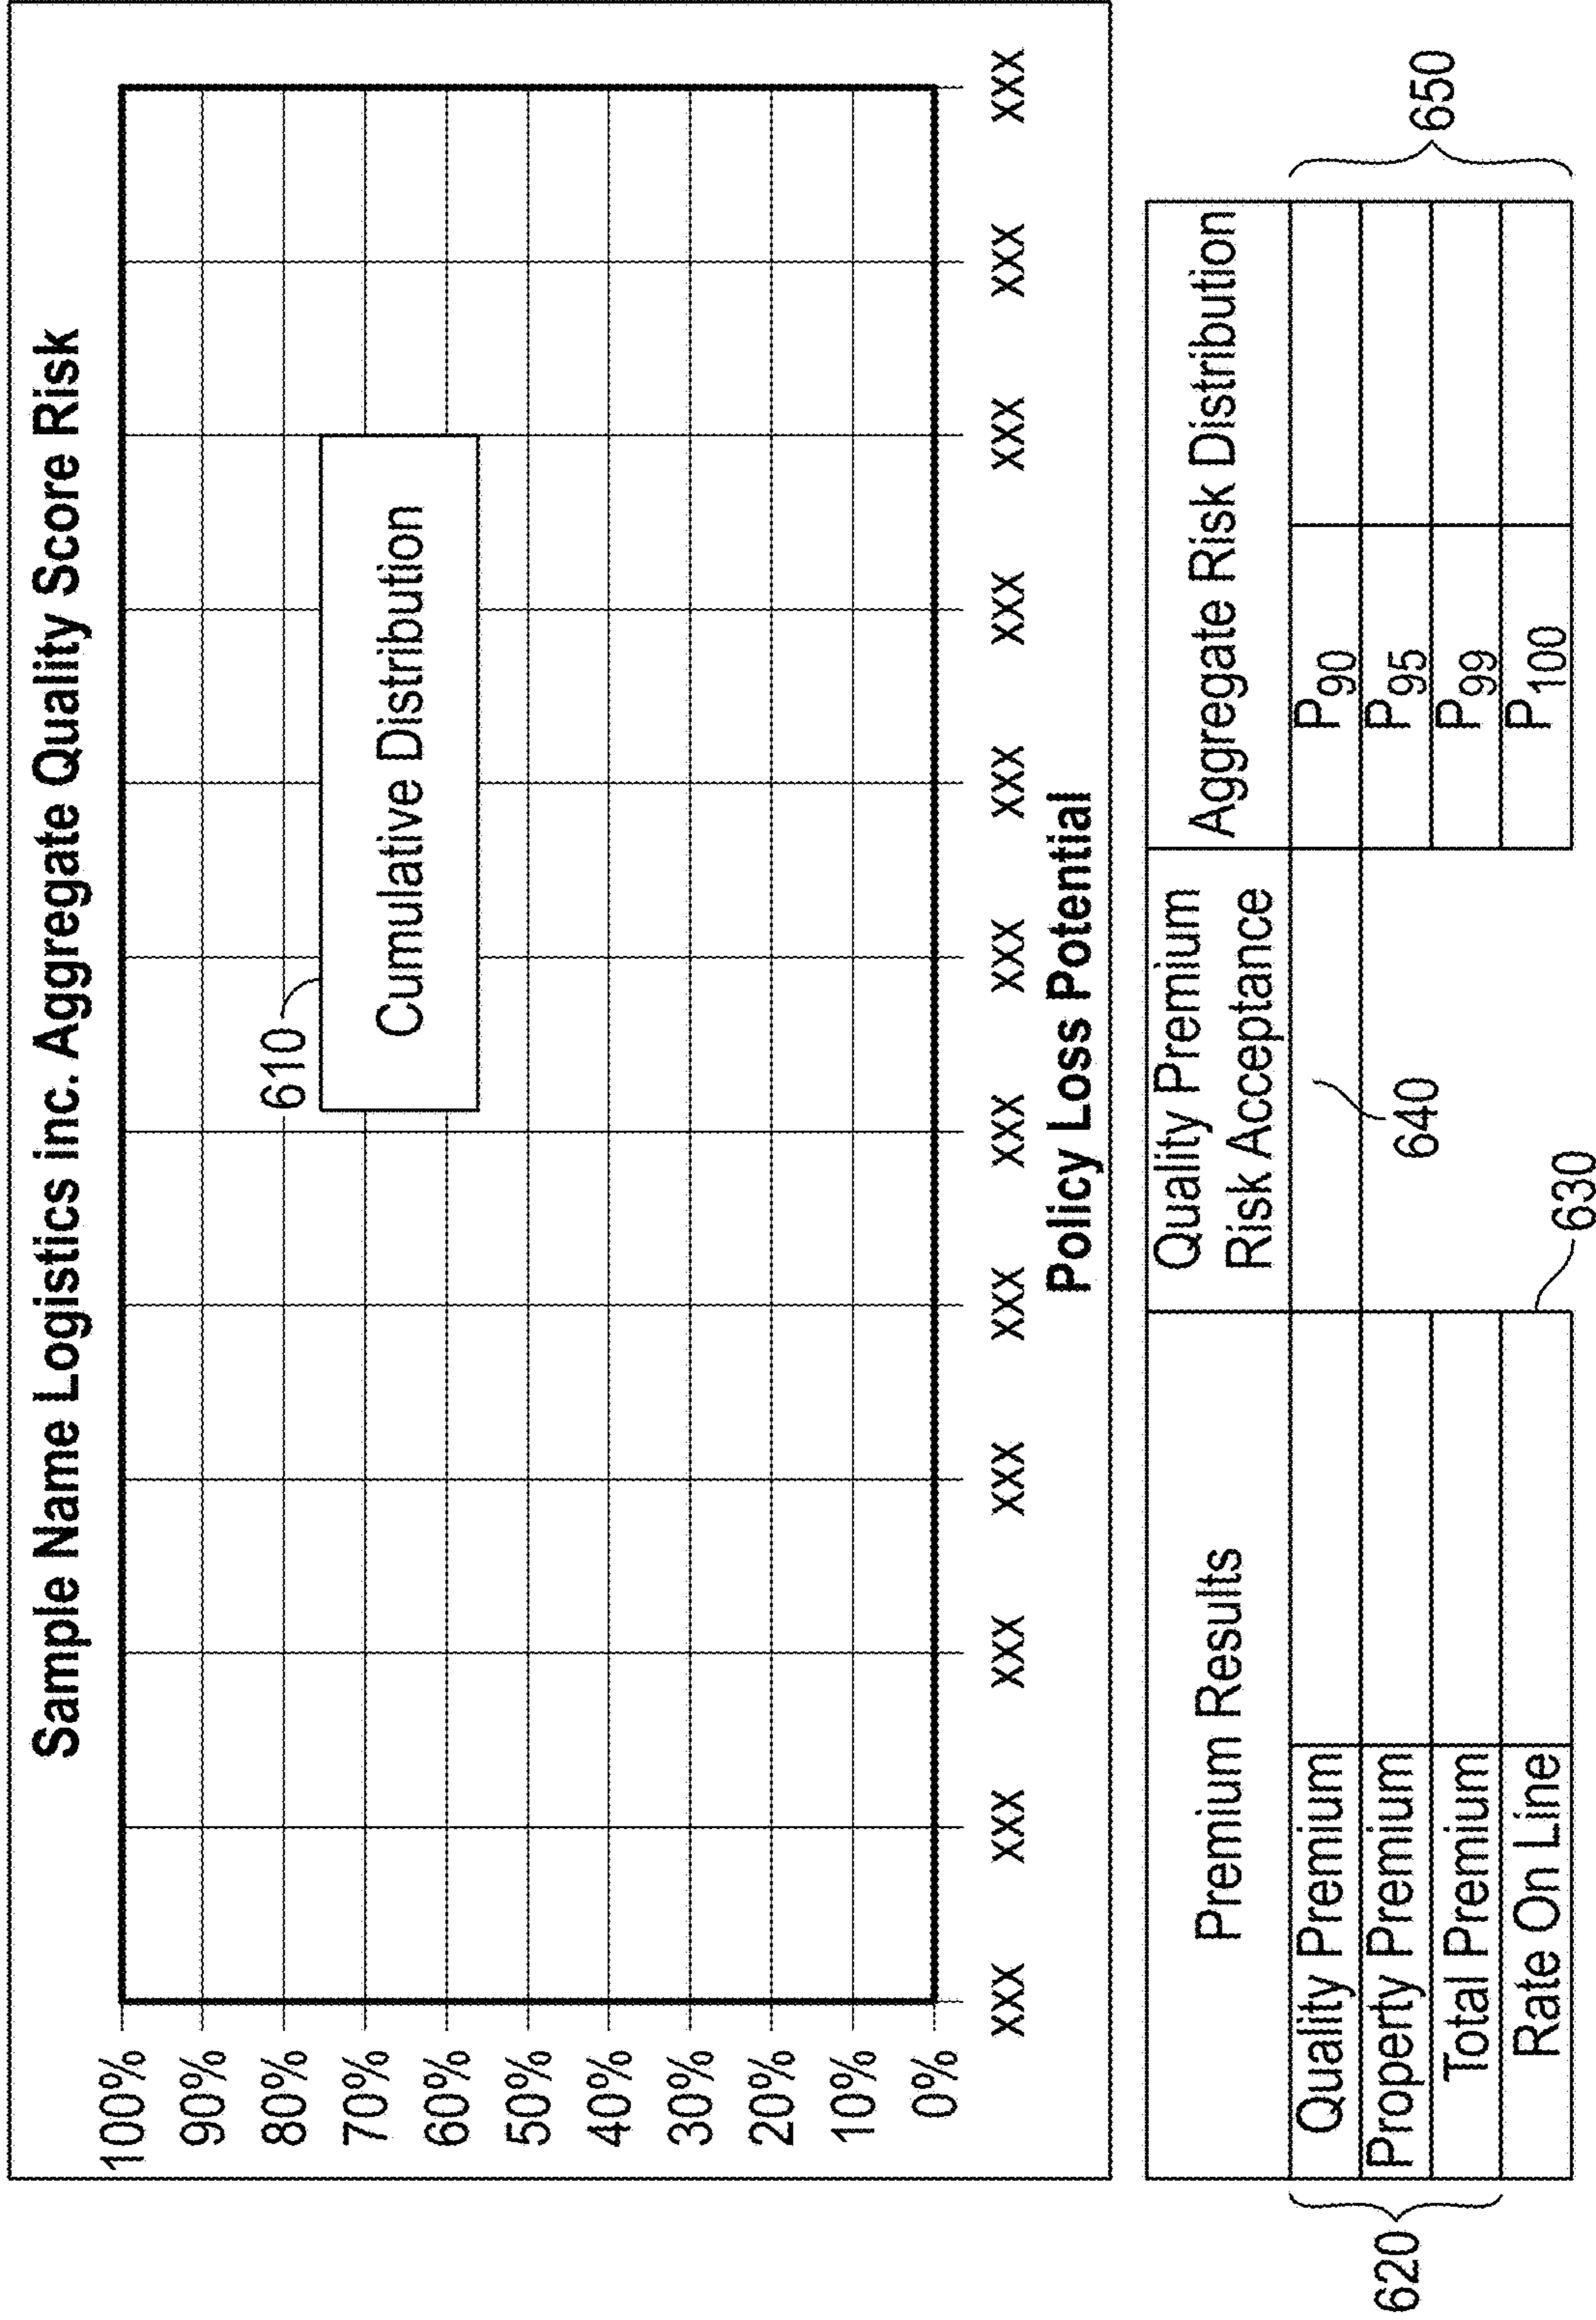 Sample Name Logistics inc. Aggregate Quality Score Risk
100%
90%
80%
70%
60%
50%
40%
30%
20%
10%
0%
610
Cumulative Distribution
XXX XXX XXX XXX XXX XXX XXX XXX XXX XXX XXX XXX
Policy Loss Potential
Premium Results
Quality Premium
Risk Acceptance
Aggregate Risk Distribution
Quality Premium
P90
Property Premium
P95
Total Premium
P99
Rate On Line
P100
620
630
640
650